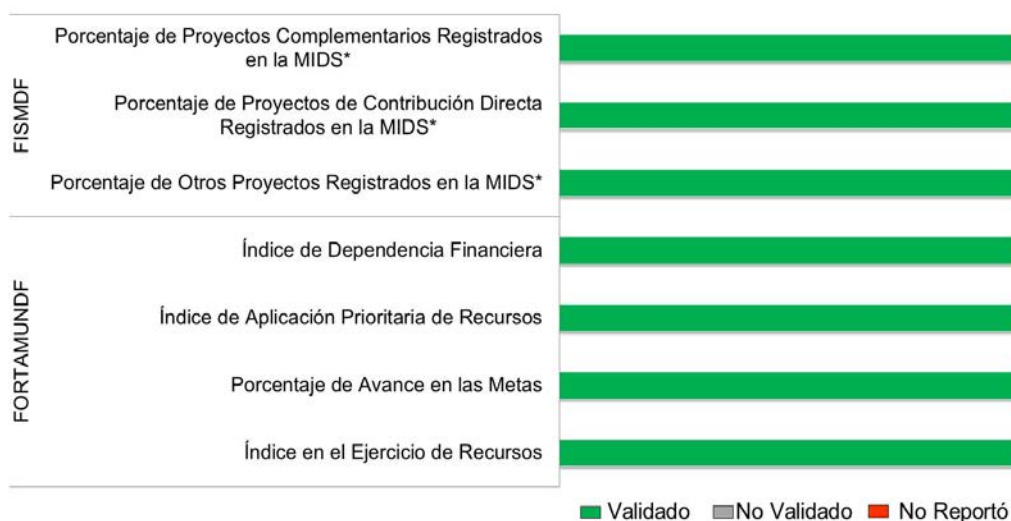 FISMDF
Porcentaje de Proyectos Complementarios Registrados
en la MIDS*
Porcentaje de Proyectos de Contribución Directa
Registrados en la MIDS*
Porcentaje de Otros Proyectos Registrados en la MIDS*
FORTAMUNDF
Índice de Dependencia Financiera
Índice de Aplicación Prioritaria de Recursos
Porcentaje de Avance en las Metas
Índice en el Ejercicio de Recursos
Validado No Validado No Reportó